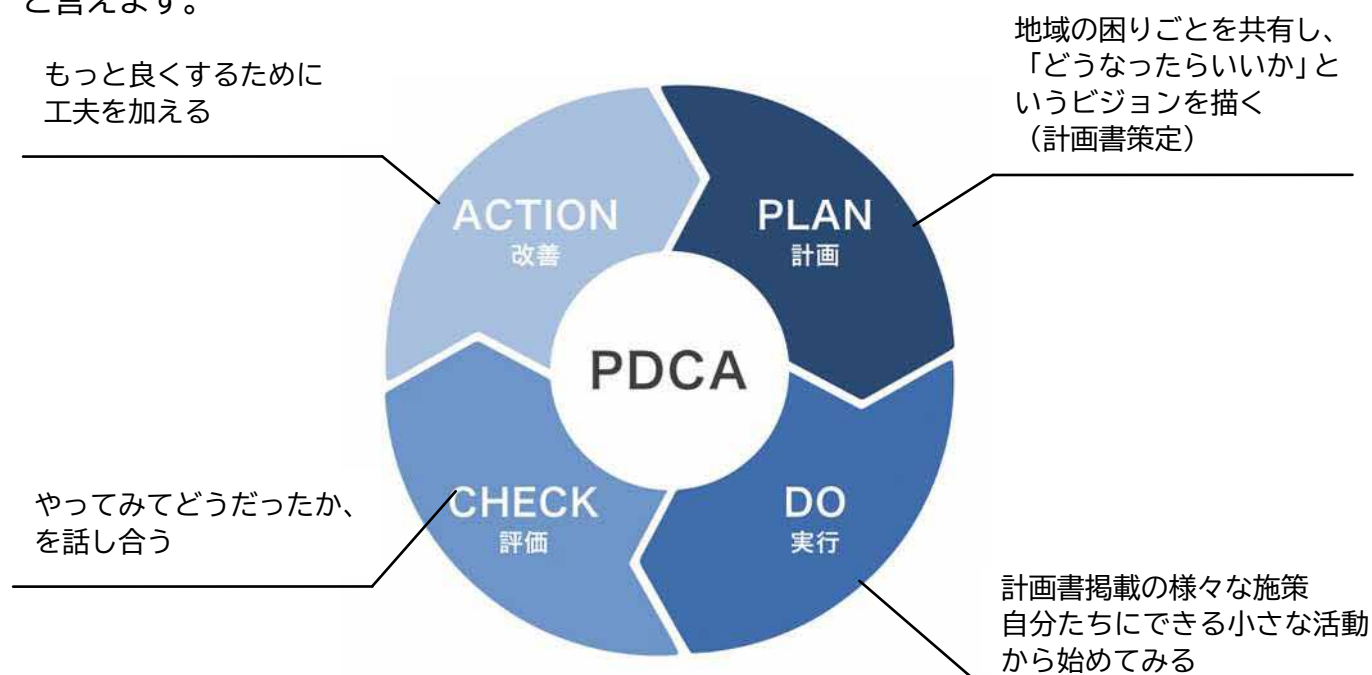 と言えます。
地域の困りごとを共有し、
「どうなったらいいか」と
いうビジョンを描く
（計画書策定）
もっと良くするために
工夫を加える
ACTION
改善
PLAN
計画
PDCA
やってみてどうだったか、
を話し合う
CHECK
評価
DO
実行
計画書掲載の様々な施策
自分たちにできる小さな活動
から始めてみる